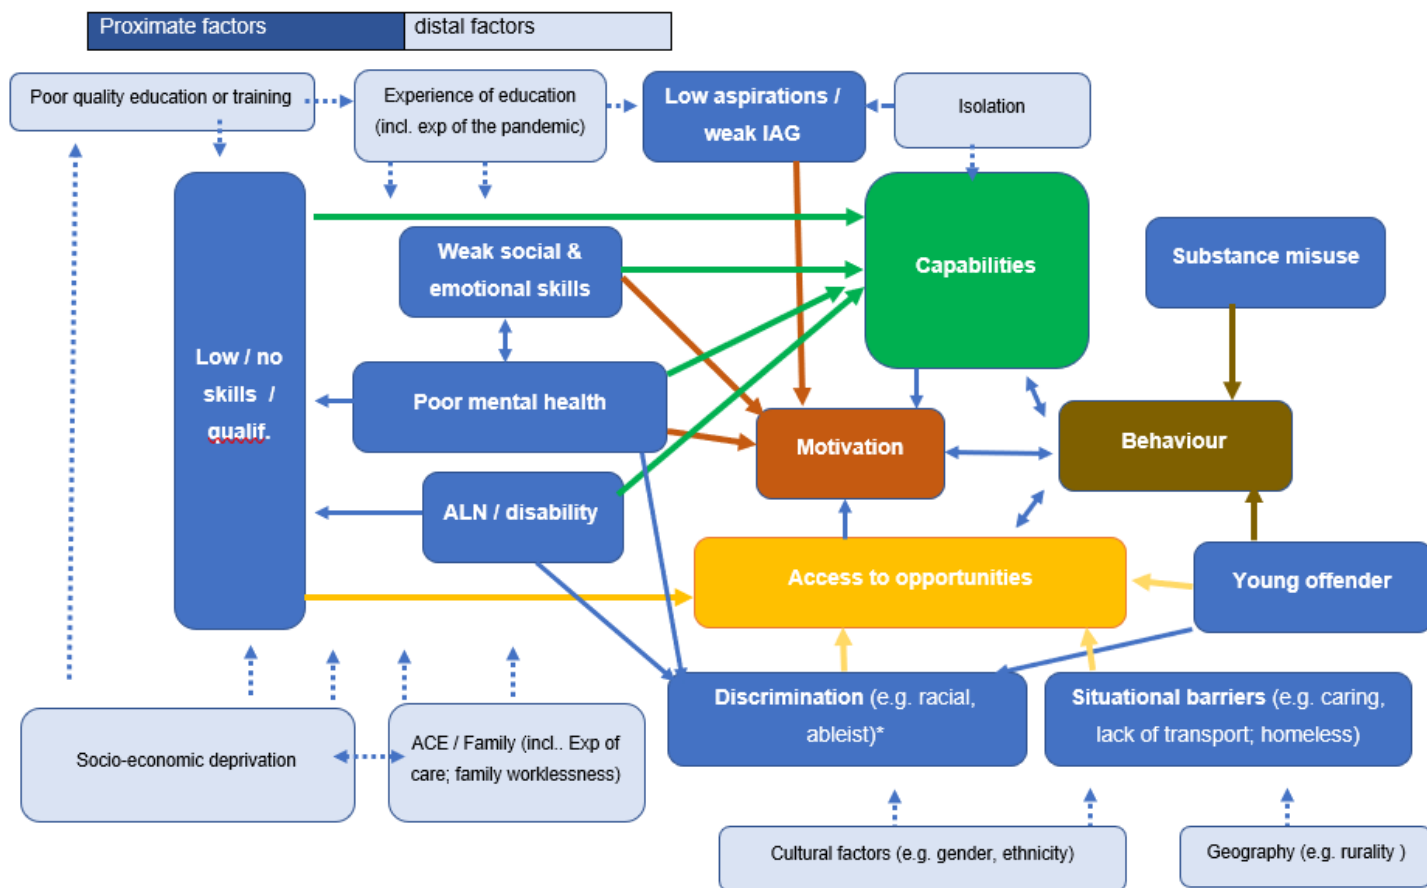 Proximate factors
distal factors
Poor quality education or training
Experience of education
(incl. exp of the pandemic)
Low aspirations /
weak IAG
Isolation
Weak social &
emotional skills
Capabilities
Substance misuse
Low / no
skills /
qualif.
Poor mental health
Motivation
Behaviour
ALN / disability
Access to opportunities
Young offender
Discrimination (e.g. racial,
ableist)*
Situational barriers (e.g. caring,
lack of transport; homeless)
Socio-economic deprivation
ACE / Family (incl.. Exp of
care; family worklessness)
Cultural factors (e.g. gender, ethnicity)
Geography (e.g. rurality )